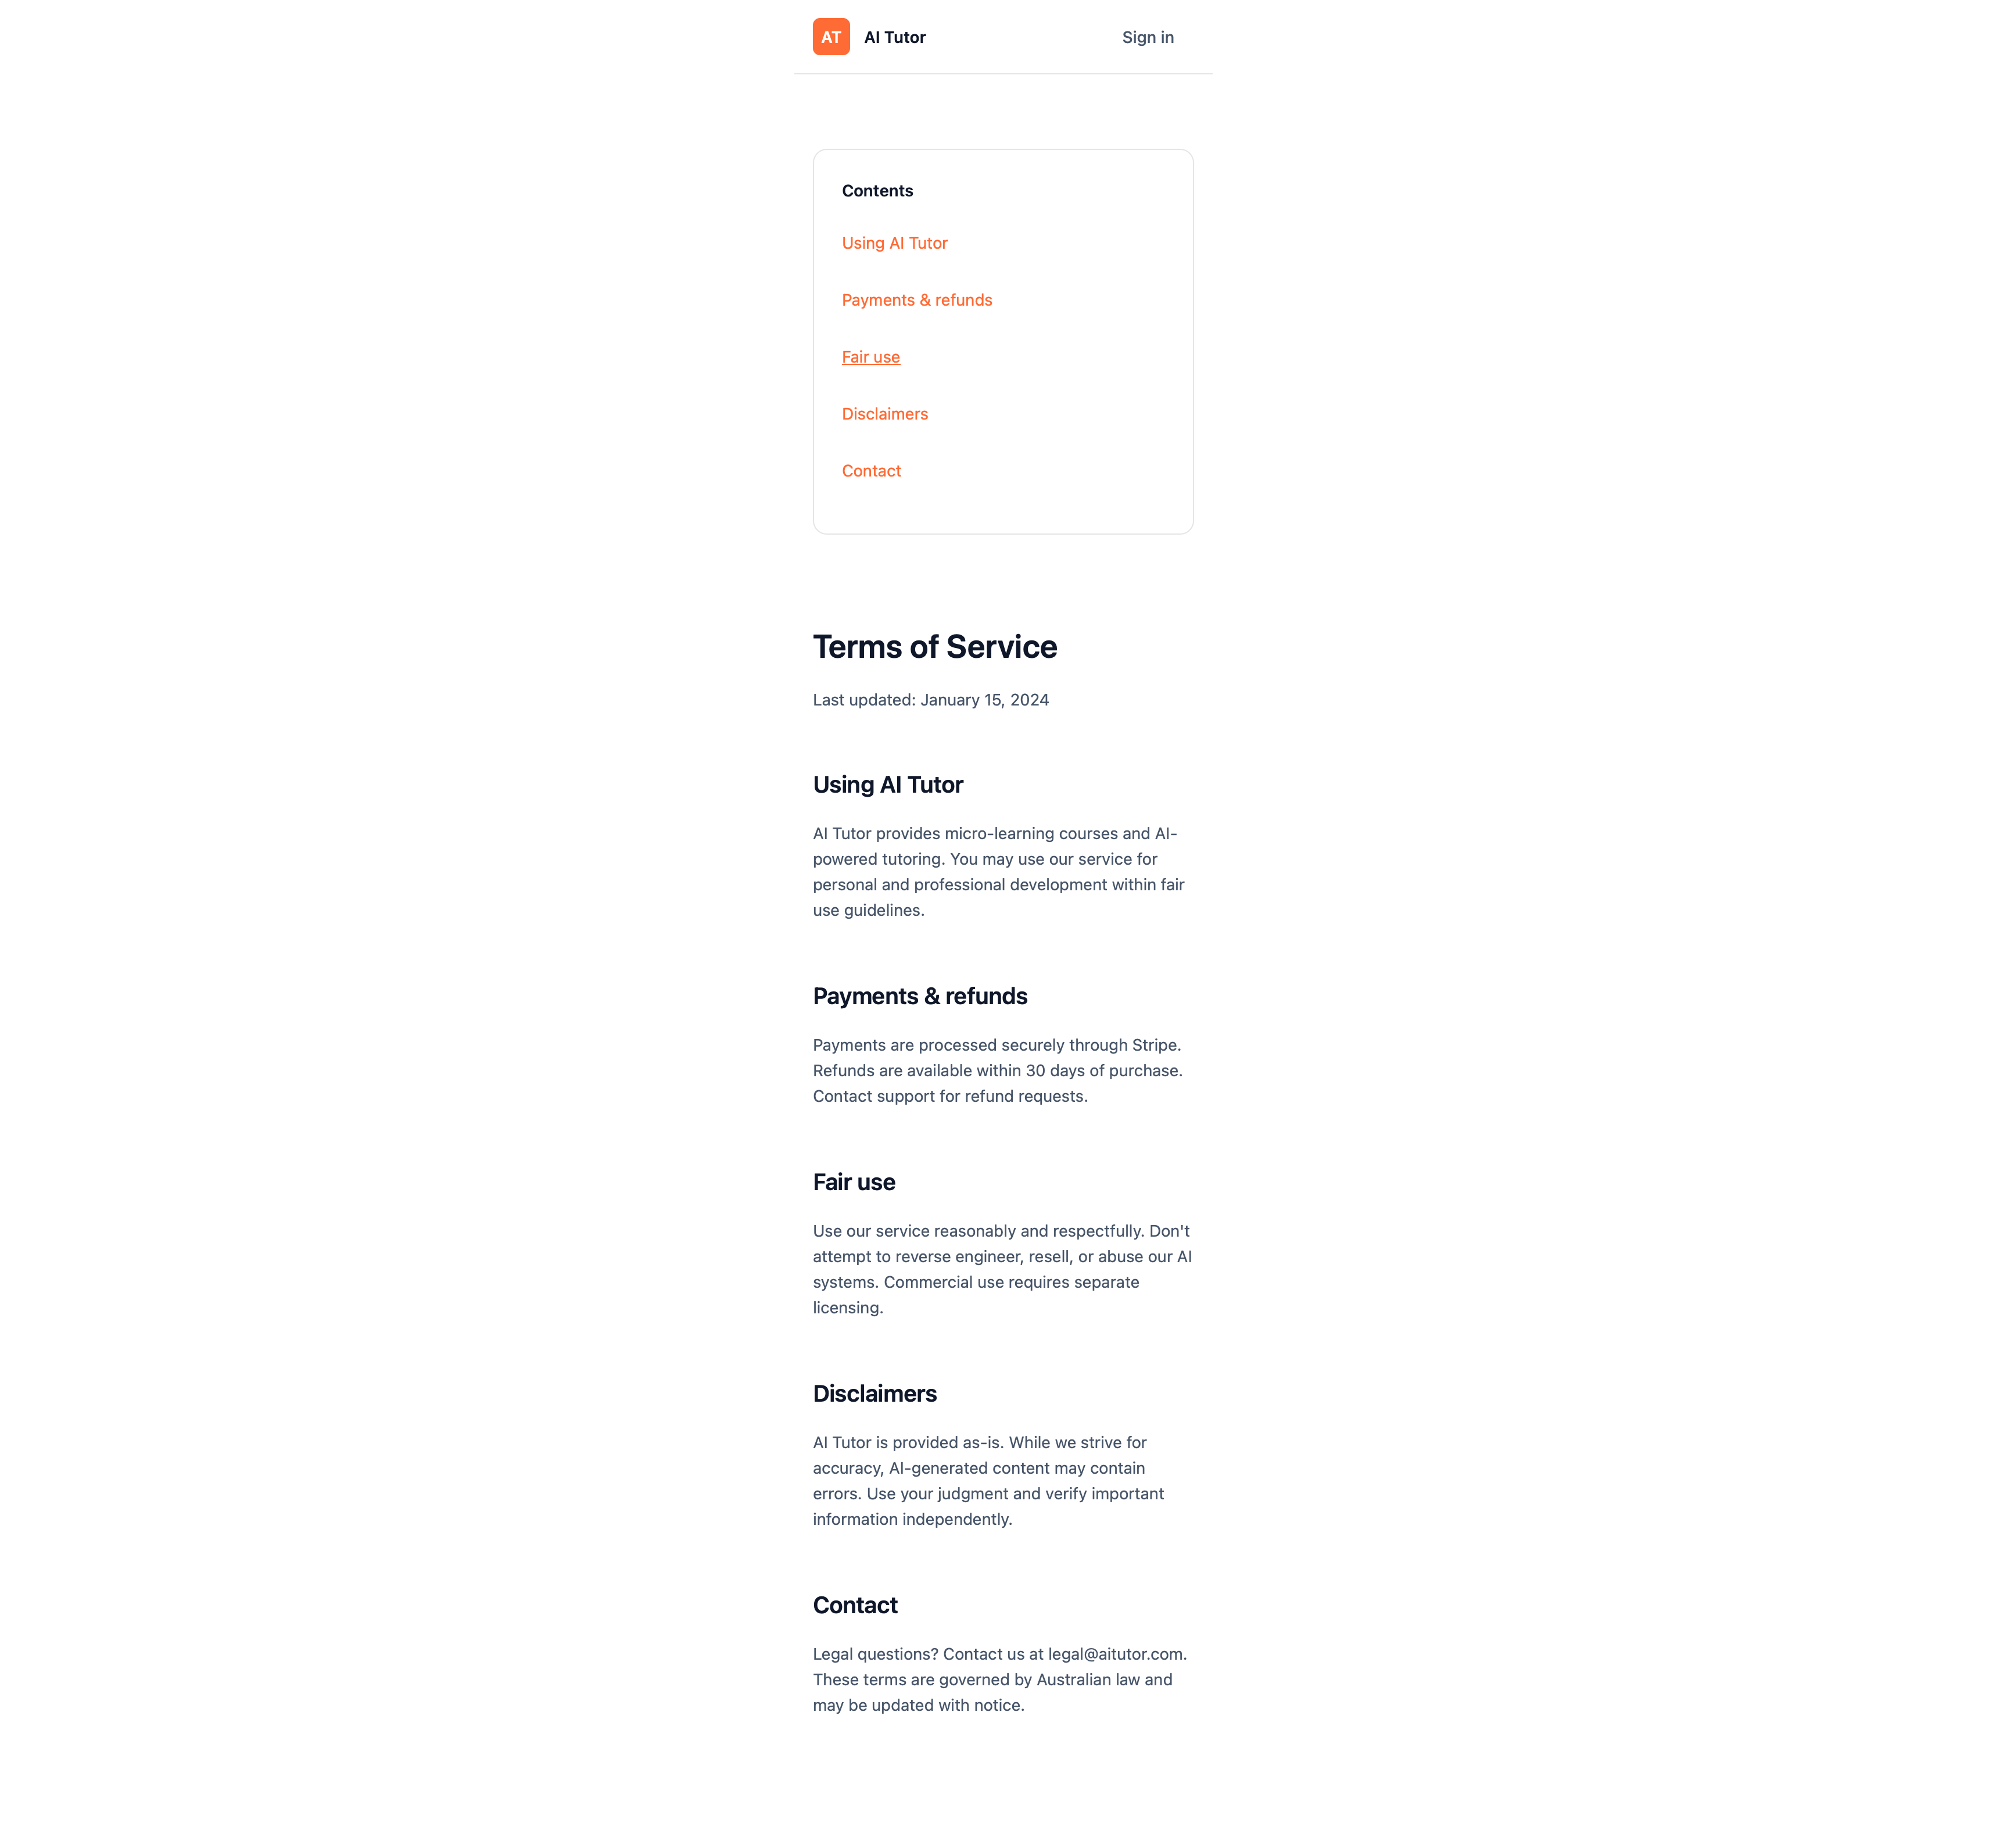 AT AI Tutor Sign in
Contents
Using AI Tutor
Payments & refunds
Fair use
Disclaimers
Contact
Terms of Service
Last updated: January 15, 2024
Using AI Tutor
AI Tutor provides micro-learning courses and AI-
powered tutoring. You may use our service for
personal and professional development within fair
use guidelines.
Payments & refunds
Payments are processed securely through Stripe.
Refunds are available within 30 days of purchase.
Contact support for refund requests.
Fair use
Use our service reasonably and respectfully. Don't
attempt to reverse engineer, resell, or abuse our AI
systems. Commercial use requires separate
licensing.
Disclaimers
AI Tutor is provided as-is. While we strive for
accuracy, AI-generated content may contain
errors. Use your judgment and verify important
information independently.
Contact
Legal questions? Contact us at legal@aitutor.com.
These terms are governed by Australian law and
may be updated with notice.